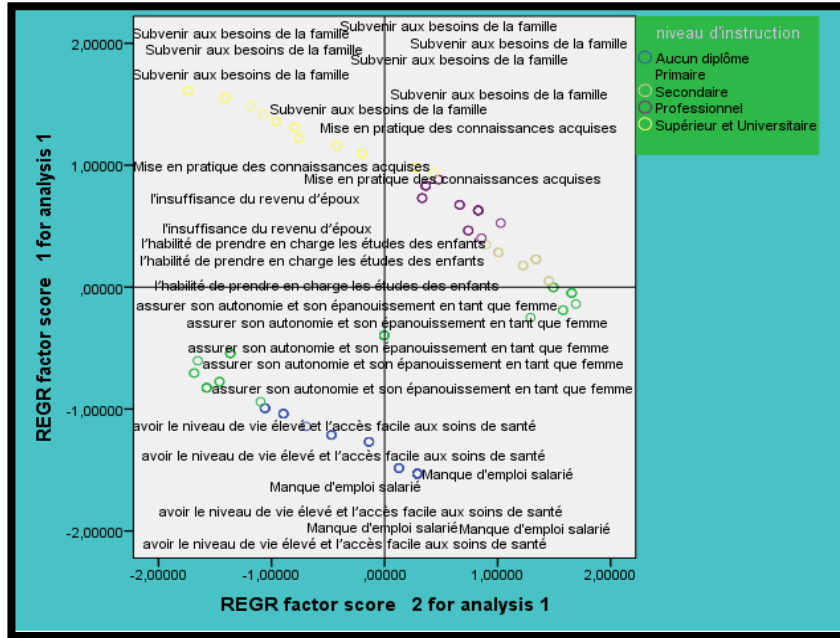 niveau d'instruction
Aucun diplôme
Primaire
Secondaire
Professionnel
Supérieur et Universitaire
REGR factor score 1 for analysis 1
2,00000
1,00000
,00000
-1,00000
-2,00000
Subvenir aux besoins de la famille
Subvenir aux besoins de la famille
Subvenir aux besoins de la famille
Subvenir aux besoins de la famille
Subvenir aux besoins de la famille
Subvenir aux besoins de la famille
Subvenir aux besoins de la famille
Subvenir aux besoins de la famille
Subvenir aux besoins de la famille
Mise en pratique des connaissances acquises
Mise en pratique des connaissances acquises
Mise en pratique des connaissances acquises
l'insuffisance du revenu d'époux
l'insuffisance du revenu d'époux
l'habilité de prendre en charge les études des enfants
l'habilité de prendre en charge les études des enfants
l'habilité de prendre en charge les études des enfants
assurer son autonomie et son épanouissement en tant que femme
assurer son autonomie et son épanouissement en tant que femme
assurer son autonomie et son épanouissement en tant que femme
assurer son autonomie et son épanouissement en tant que femme
assurer son autonomie et son épanouissement en tant que femme
avoir le niveau de vie élevé et l'accès facile aux soins de santé
avoir le niveau de vie élevé et l'accès facile aux soins de santé
Manque d'emploi salarié
Manque d'emploi salarié
avoir le niveau de vie élevé et l'accès facile aux soins de santé
Manque d'emploi salarié
Manque d'emploi salarié
avoir le niveau de vie élevé et l'accès facile aux soins de santé
-2,00000
-1,00000
,00000
1,00000
2,00000
REGR factor score 2 for analysis 1